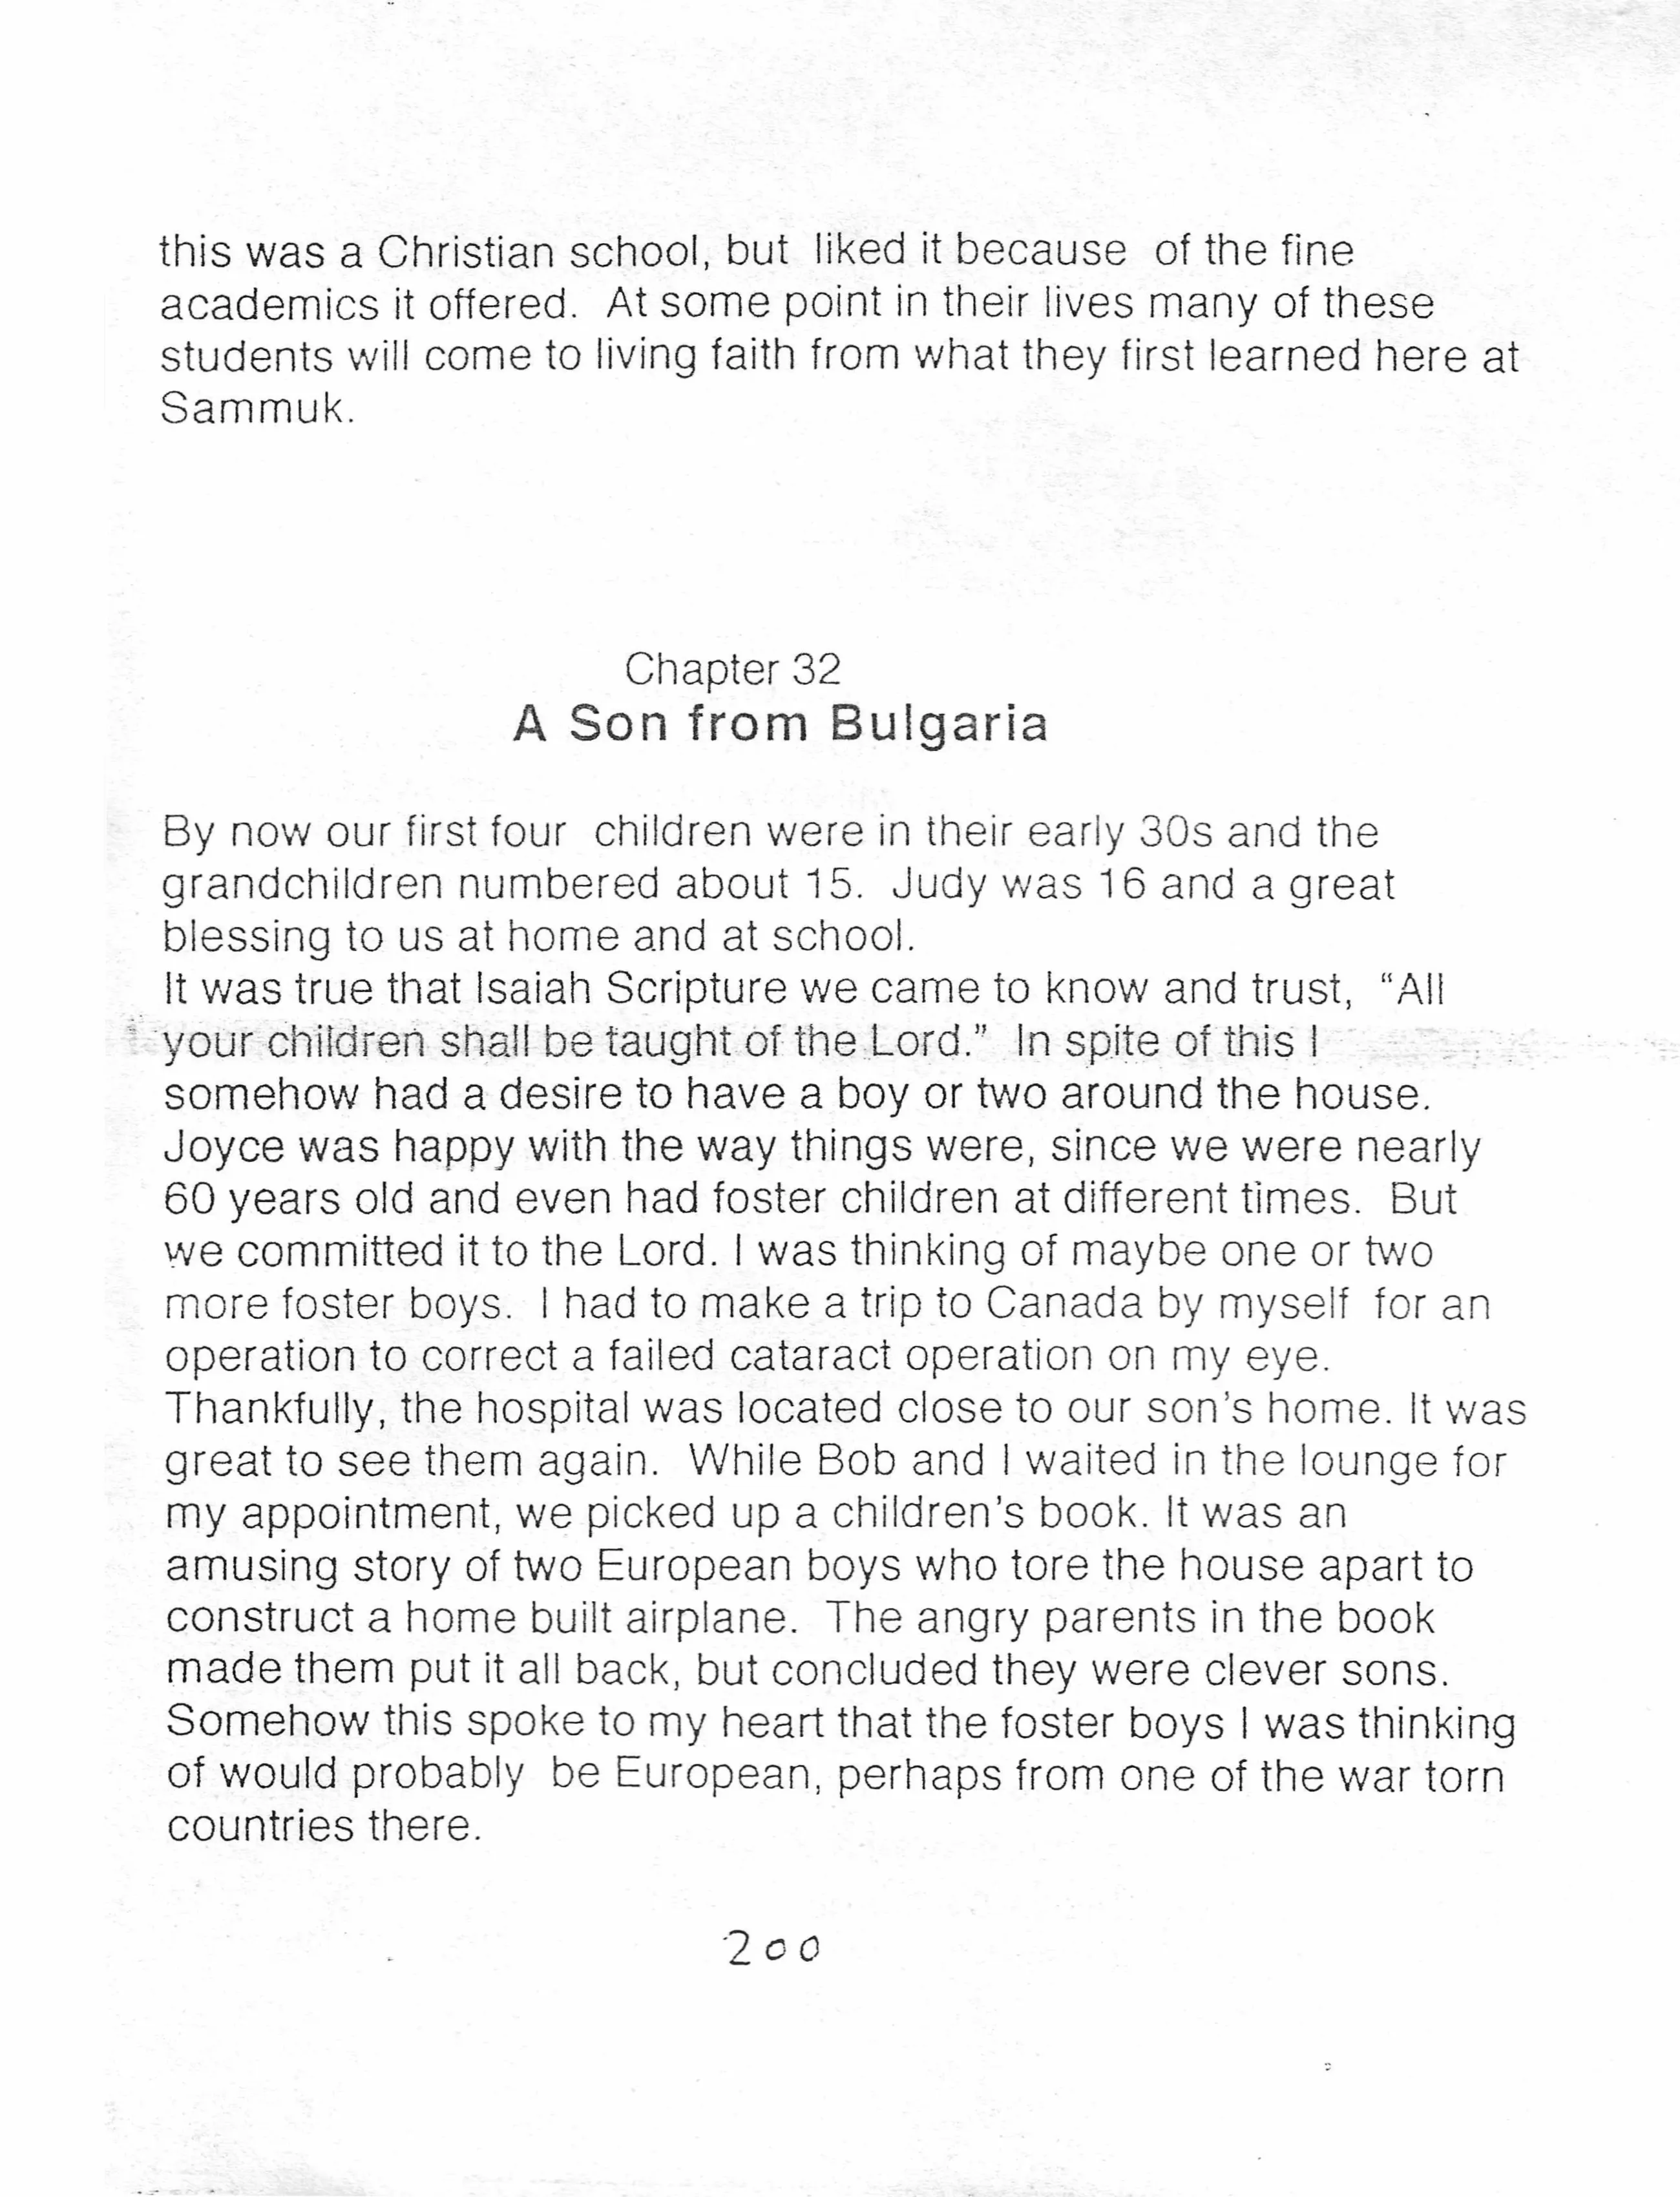 this was a Christian school, but liked it because of the fine
academics it offered. At some point in their lives many of these
students will come to living faith from what they first learned here at
Sammuk.
Chapter 32
A Son from Bulgaria
By now our first four children were in their early 30s and the
grandchildren numbered about 15. Judy was 16 and a great
blessing to us at home and at school.
It was true that Isaiah Scripture we came to know and trust, “All
your children shall be taught of the Lord.” In spite of this I
somehow had a desire to have a boy or two around the house.
Joyce was happy with the way things were, since we were nearly
60 years old and even had foster children at different times. But
we committed it to the Lord. I was thinking of maybe one or two
more foster boys. I had to make a trip to Canada by myself for an
operation to correct a failed cataract operation on my eye.
Thankfully, the hospital was located close to our son's home. It was
great to see them again. While Bob and I waited in the lounge for
my appointment, we picked up a children's book. It was an
amusing story of two European boys who tore the house apart to
construct a home built airplane. The angry parents in the book
made them put it all back, but concluded they were clever sons.
Somehow this spoke to my heart that the foster boys I was thinking
of would probably be European, perhaps from one of the war torn
countries there.
200